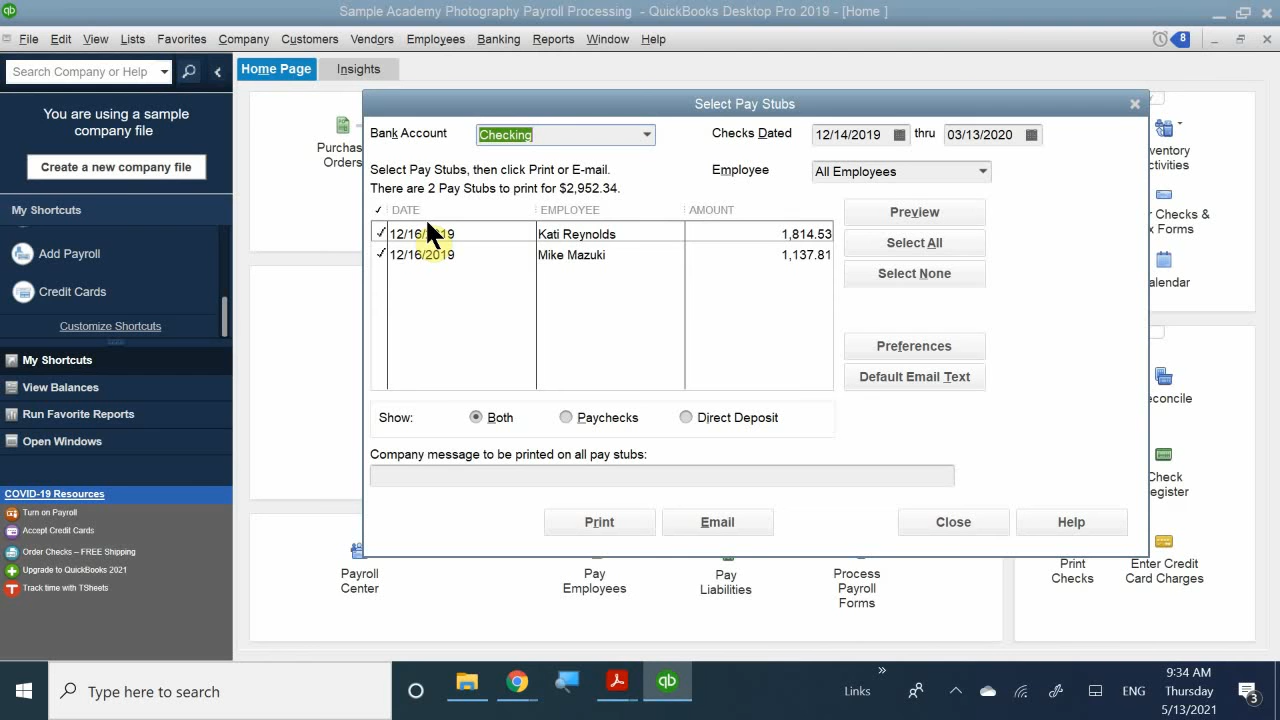 Sample Academy Photography Payroll Processing - QuickBooks Desktop Pro 2019 - [Home ]
File Edit View Lists Favorites Company Customers Vendors Employees Banking Reports Window Help
8
Search Company or Help
Home Page Insights
You are using a sample
company file
Create a new company file
My Shortcuts
Add Payroll
Credit Cards
Customize Shortcuts
My Shortcuts
View Balances
Run Favorite Reports
Open Windows
COVID-19 Resources
Turn on Payroll
Accept Credit Cards
Order Checks – FREE Shipping
Upgrade to QuickBooks 2021
Track time with TSheets
Orders
Select Pay Stubs
Bank Account Checking Checks Dated 12/14/2019 thru 03/13/2020
Select Pay Stubs, then click Print or E-mail. Employee All Employees
There are 2 Pay Stubs to print for $2,952.34.
DATE EMPLOYEE AMOUNT
12/16/2019 Kati Reynolds 1,814.53
12/16/2019 Mike Mazuki 1,137.81
Preview
Select All
Select None
Preferences
Default Email Text
Show: Both Paychecks Direct Deposit
Company message to be printed on all pay stubs:
Print Email Close Help
Payroll
Center
Pay
Employees
Pay
Liabilities
Process
Payroll
Forms
Print
Checks
Enter Credit
Card Charges
Check
Type here to search
Links
ENG
9:34 AM
Thursday
5/13/2021
3